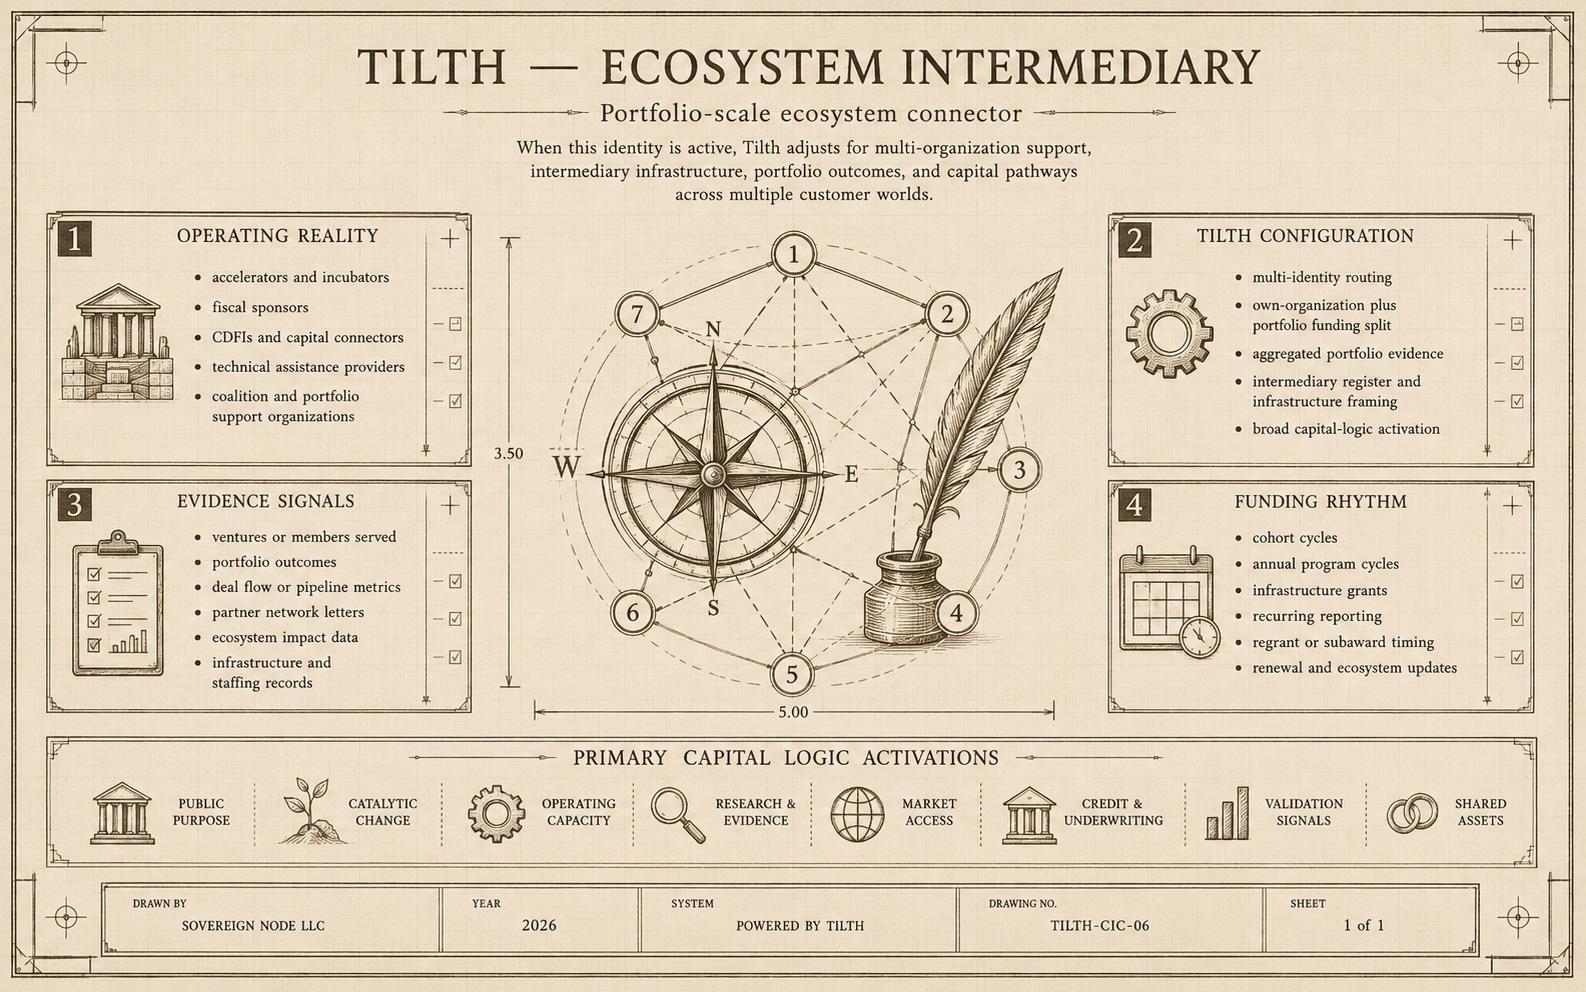 TILTH — ECOSYSTEM INTERMEDIARY
Portfolio-scale ecosystem connector
When this identity is active, Tilth adjusts for multi-organization support,
intermediary infrastructure, portfolio outcomes, and capital pathways
across multiple customer worlds.
1
OPERATING REALITY
• accelerators and incubators
• fiscal sponsors
• CDFIs and capital connectors
• technical assistance providers
• coalition and portfolio
support organizations
2
TILTH CONFIGURATION
• multi-identity routing
• own-organization plus
portfolio funding split
• aggregated portfolio evidence
• intermediary register and
infrastructure framing
• broad capital-logic activation
3
EVIDENCE SIGNALS
• ventures or members served
• portfolio outcomes
• deal flow or pipeline metrics
• partner network letters
• ecosystem impact data
• infrastructure and
staffing records
4
FUNDING RHYTHM
• cohort cycles
• annual program cycles
• infrastructure grants
• recurring reporting
• regrant or subaward timing
• renewal and ecosystem updates
1
7
2
N
3.50
W
E
3
6
S
4
5
5.00
PRIMARY CAPITAL LOGIC ACTIVATIONS
PUBLIC
PURPOSE
CATALYTIC
CHANGE
OPERATING
CAPACITY
RESEARCH &
EVIDENCE
MARKET
ACCESS
CREDIT &
UNDERWRITING
VALIDATION
SIGNALS
SHARED
ASSETS
DRAWN BY
SOVEREIGN NODE LLC
YEAR
2026
SYSTEM
POWERED BY TILTH
DRAWING NO.
TILTH-CIC-06
SHEET
1 of 1